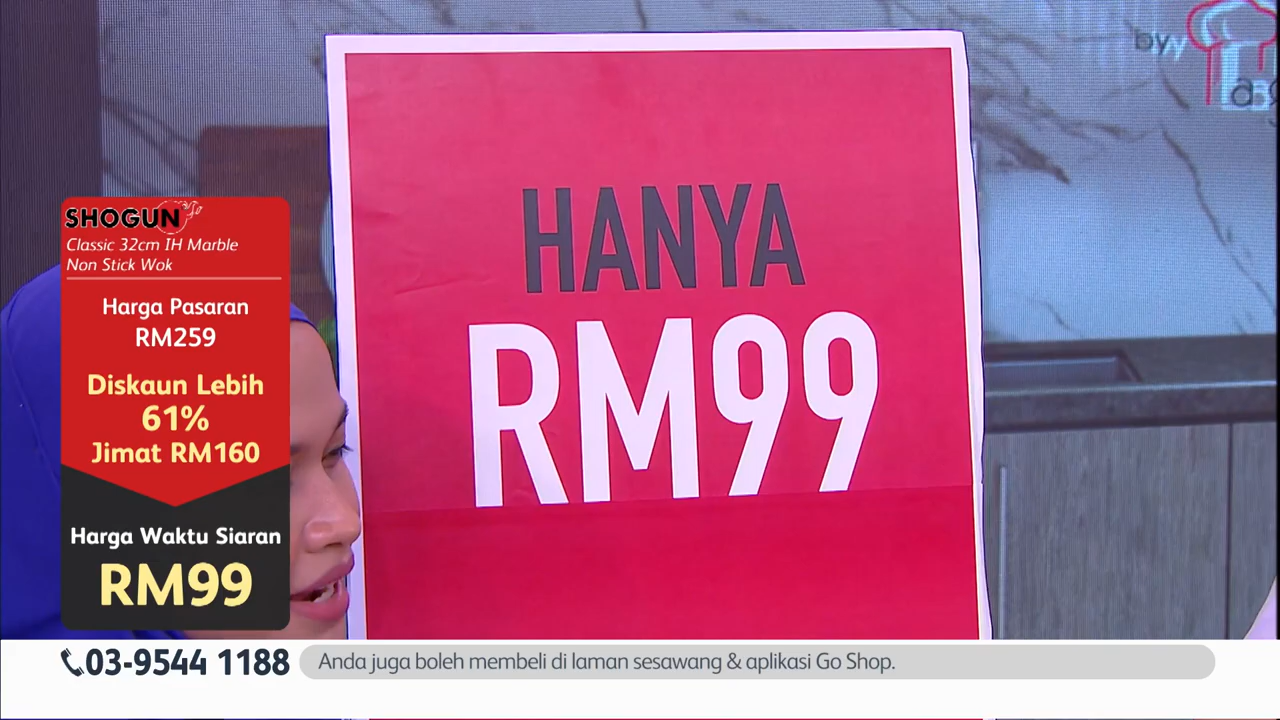 by
HANYA
RM99
SHOGUN
Classic 32cm IH Marble
Non Stick Wok
Harga Pasaran
RM259
Diskaun Lebih
61%
Jimat RM160
Harga Waktu Siaran
RM99
03-9544 1188
Anda juga boleh membeli di laman sesawang & aplikasi Go Shop.